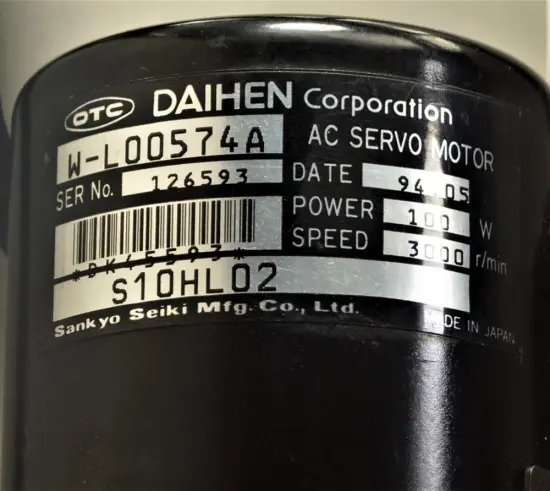 OTC DAIHEN Corporation
W-L00574A AC SERVO MOTOR
SER No. 126593 DATE 94.05
POWER 100 W
*DK45593* SPEED 3000 r/min
S10HL02
Sankyo Seiki Mfg. Co., Ltd. MADE IN JAPAN